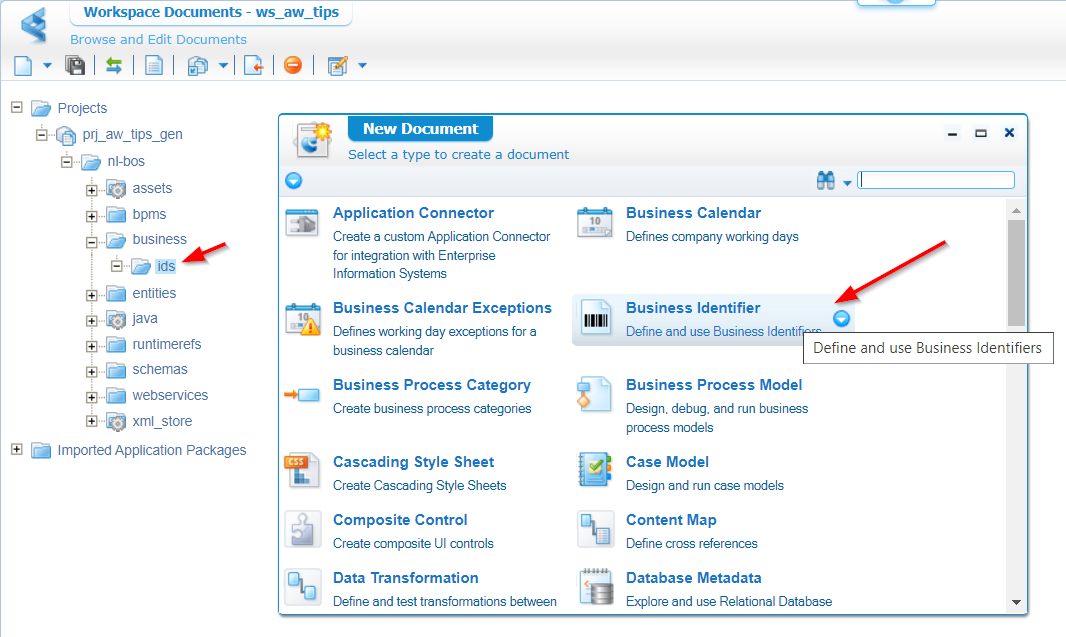 Workspace Documents - ws_aw_tips
Browse and Edit Documents
Projects
prj_aw_tips_gen
nl-bos
assets
bpms
business
ids
entities
java
runtimerefs
schemas
webservices
xml_store
Imported Application Packages
New Document
Select a type to create a document
Application Connector
Create a custom Application Connector
for integration with Enterprise
Information Systems
Business Calendar
10
Defines company working days
Business Calendar Exceptions
10
Defines working day exceptions for a
business calendar
Business Identifier
Define and use Business Identifiers
Define and use Business Identifiers
Business Process Category
Create business process categories
Business Process Model
Design, debug, and run business
process models
CSS
Cascading Style Sheet
Create Cascading Style Sheets
Case Model
Design and run case models
Composite Control
Create composite UI controls
Content Map
Define cross references
Data Transformation
Define and test transformations between
Database Metadata
Explore and use Relational Database